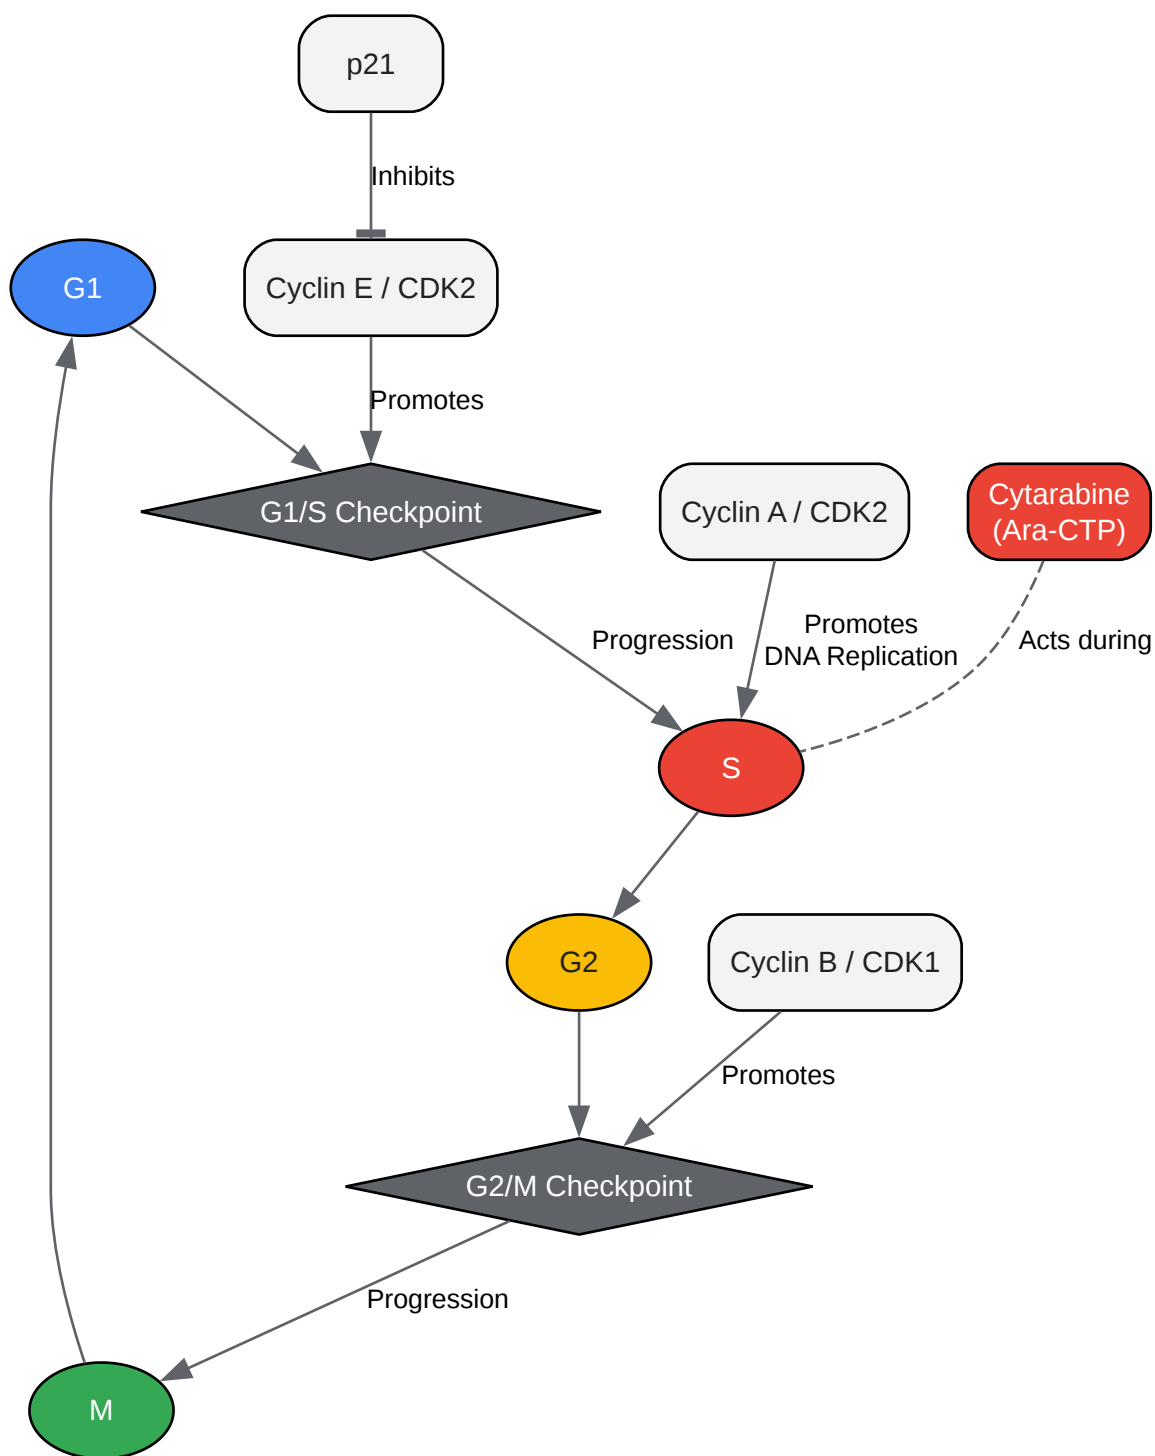 p21
Inhibits
G1
Cyclin E / CDK2
Promotes
G1/S Checkpoint
Cyclin A / CDK2
Cytarabine
(Ara-CTP)
Progression
Promotes
DNA Replication
Acts during
S
G2
Cyclin B / CDK1
Promotes
G2/M Checkpoint
Progression
M